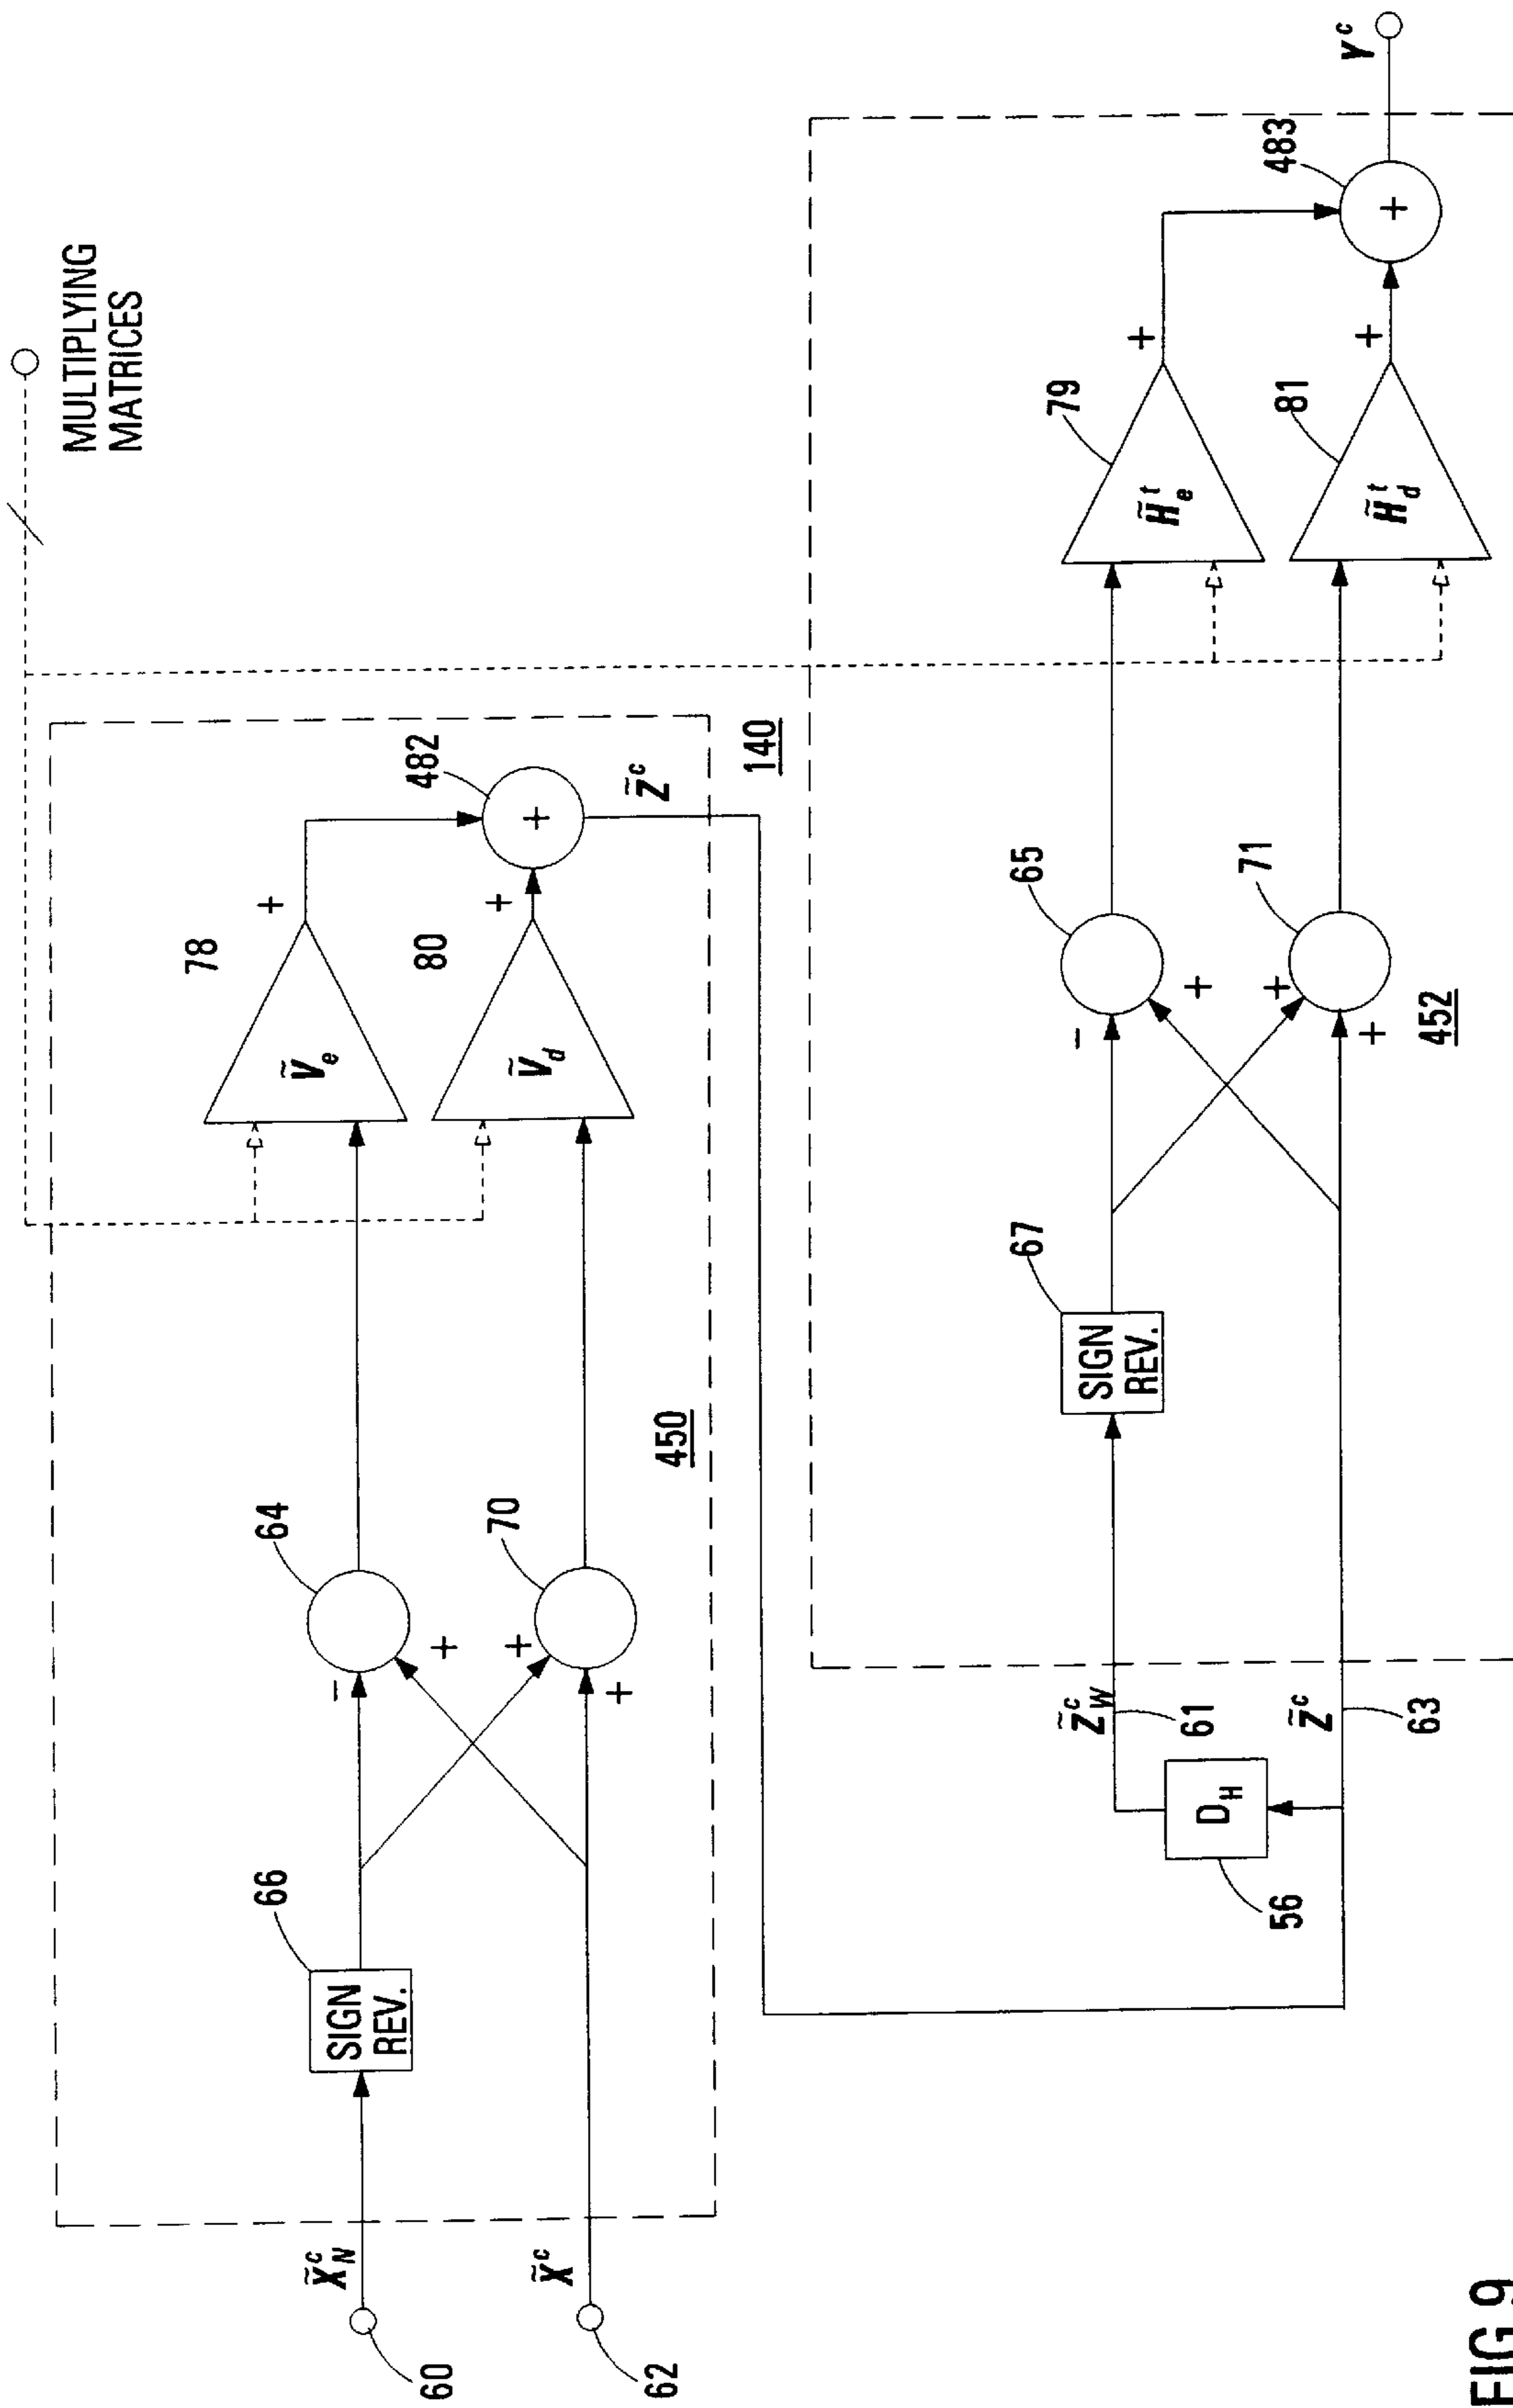 MULTIPLYING
MATRICES
X̃ᶜ_N
60
X̃ᶜ
62
66
SIGN
REV.
64
−
+
70
+
+
450
78
Ṽₑ
+
80
Ṽ_d
+
482
+
Z̃ᶜ
140
56
D_H
Z̃ᶜ_W
61
Z̃ᶜ
63
67
SIGN
REV.
65
−
+
71
+
+
452
79
H̃ᵗₑ
+
81
H̃ᵗ_d
+
483
+
Yᶜ
FIG.9